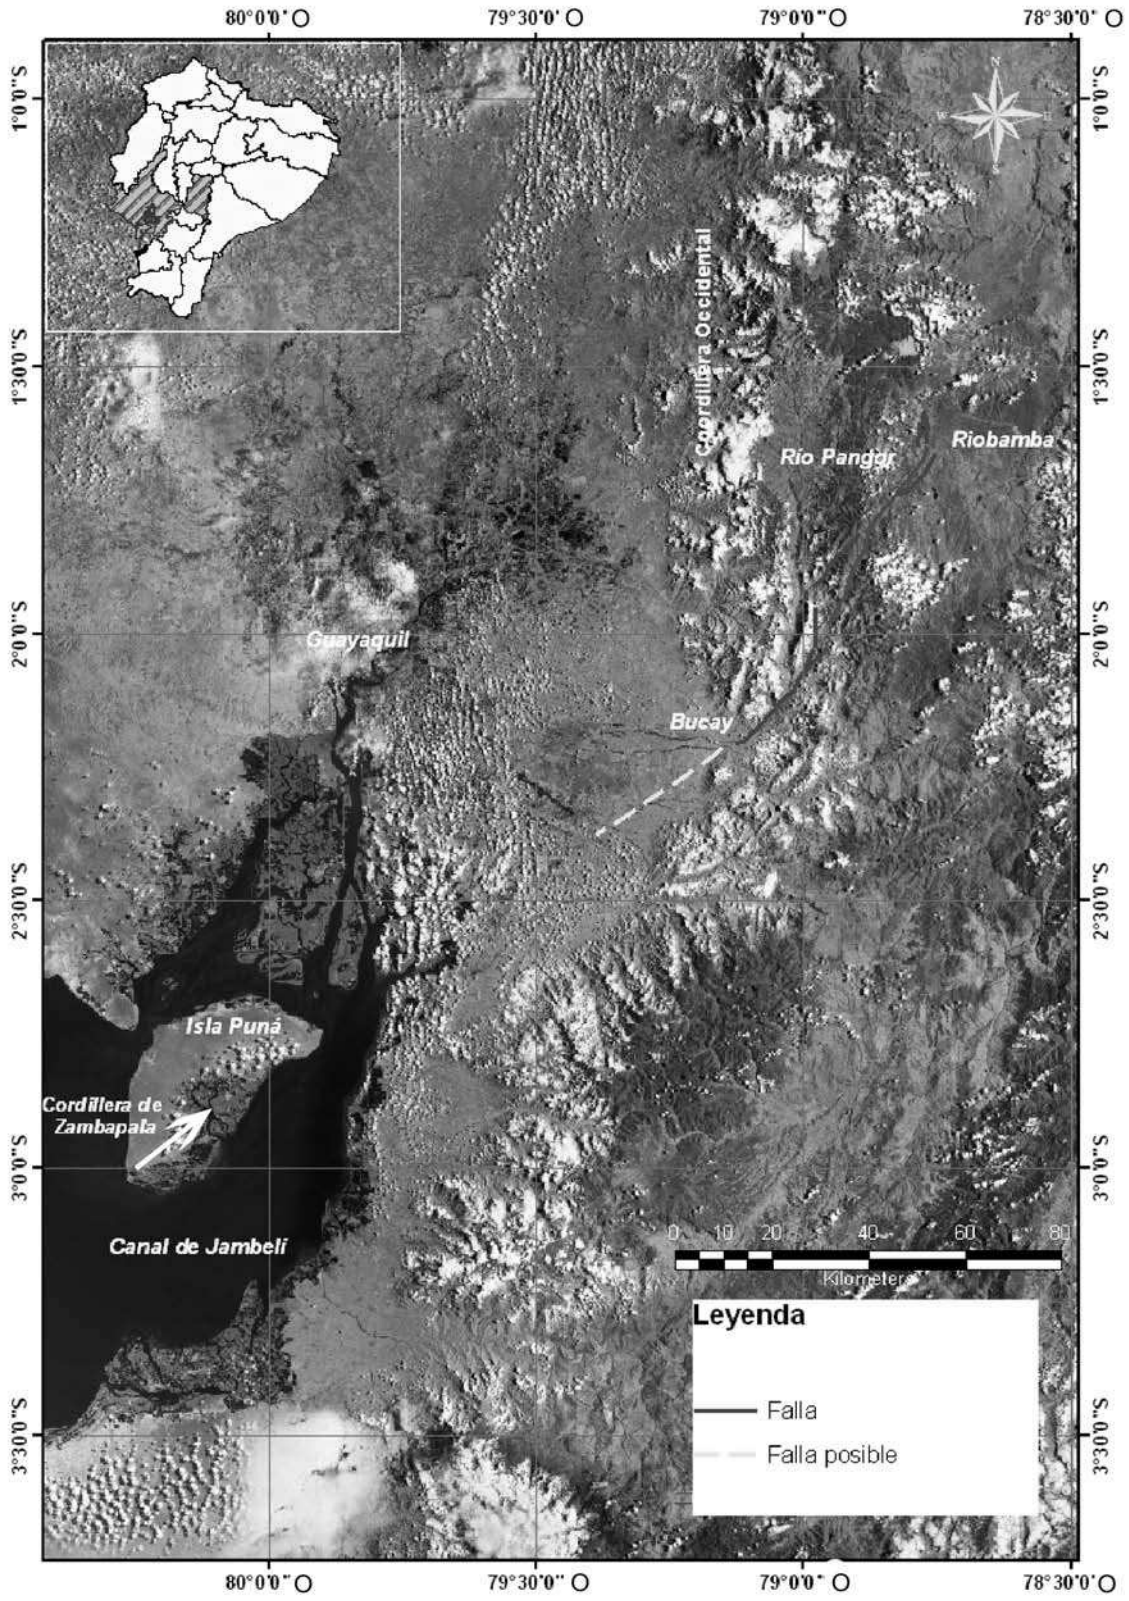 80°0'0"O 79°30'0"O 79°0'0"O 78°30'0"O
1°0'0"S 1°0'0"S
N
W E
S
Coordillera Occidental
1°30'0"S 1°30'0"S
Riobamba
Río Pangor
2°0'0"S 2°0'0"S
Guayaquil
Bucay
2°30'0"S 2°30'0"S
Isla Puná
Cordillera de
Zambapala
3°0'0"S 3°0'0"S
Canal de Jambelí
0 10 20 40 60 80
Kilometers
Leyenda
Falla
Falla posible
3°30'0"S 3°30'0"S
80°0'0"O 79°30'0"O 79°0'0"O 78°30'0"O